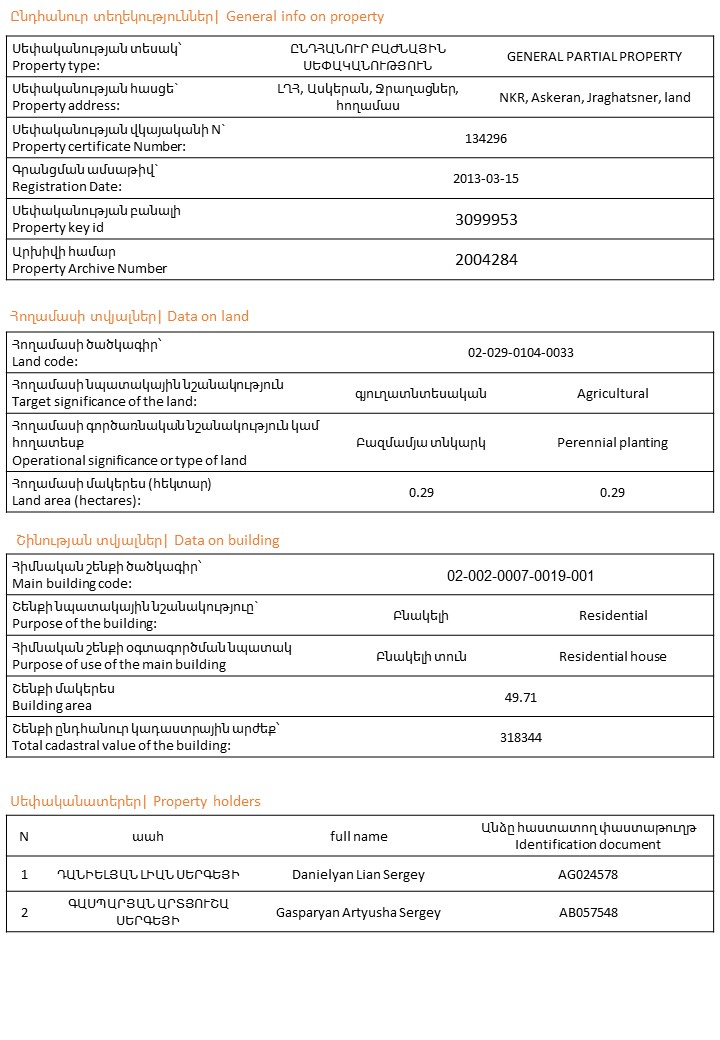 Ընդհանուր տեղեկություններ| General info on property
Սեփականության տեսակ՝
Property type:
ԸՆԴՀԱՆՈՒՐ ԲԱԺՆԱՅԻՆ
ՍԵՓԱԿԱՆՈՒԹՅՈՒՆ
GENERAL PARTIAL PROPERTY
Սեփականության հասցե՝
Property address:
ԼՂՀ, Ասկերան, Ջրաղացներ,
հողամաս
NKR, Askeran, Jraghatsner, land
Սեփականության վկայականի N՝
Property certificate Number:
134296
Գրանցման ամսաթիվ՝
Registration Date:
2013-03-15
Սեփականության բանալի
Property key id
3099953
Արխիվի համար
Property Archive Number
2004284
Հողամասի տվյալներ| Data on land
Հողամասի ծածկագիր՝
Land code:
02-029-0104-0033
Հողամասի նպատակային նշանակություն
Target significance of the land:
գյուղատնտեսական
Agricultural
Հողամասի գործառնական նշանակություն կամ
հողատեսք
Operational significance or type of land
Բազմամյա տնկարկ
Perennial planting
Հողամասի մակերես (հեկտար)
Land area (hectares):
0.29
0.29
Շինության տվյալներ| Data on building
Հիմնական շենքի ծածկագիր՝
Main building code:
02-002-0007-0019-001
Շենքի նպատակային նշանակությունը՝
Purpose of the building:
Բնակելի
Residential
Հիմնական շենքի օգտագործման նպատակ
Purpose of use of the main building
Բնակելի տուն
Residential house
Շենքի մակերես
Building area
49.71
Շենքի ընդհանուր կադաստրային արժեք՝
Total cadastral value of the building:
318344
Սեփականատերեր| Property holders
N
աահ
full name
Անձը հաստատող փաստաթուղթ
Identification document
1
ԴԱՆԻԵԼՅԱՆ ԼԻԱՆ ՍԵՐԳԵՅԻ
Danielyan Lian Sergey
AG024578
2
ԳԱՍՊԱՐՅԱՆ ԱՐՏՅՈՒՇԱ
ՍԵՐԳԵՅԻ
Gasparyan Artyusha Sergey
AB057548